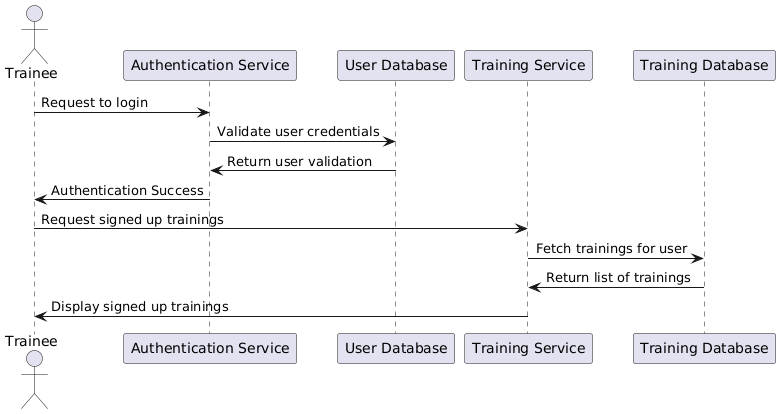 Trainee
Authentication Service
User Database
Training Service
Training Database
Request to login
Validate user credentials
Return user validation
Authentication Success
Request signed up trainings
Fetch trainings for user
Return list of trainings
Display signed up trainings
Trainee
Authentication Service
User Database
Training Service
Training Database